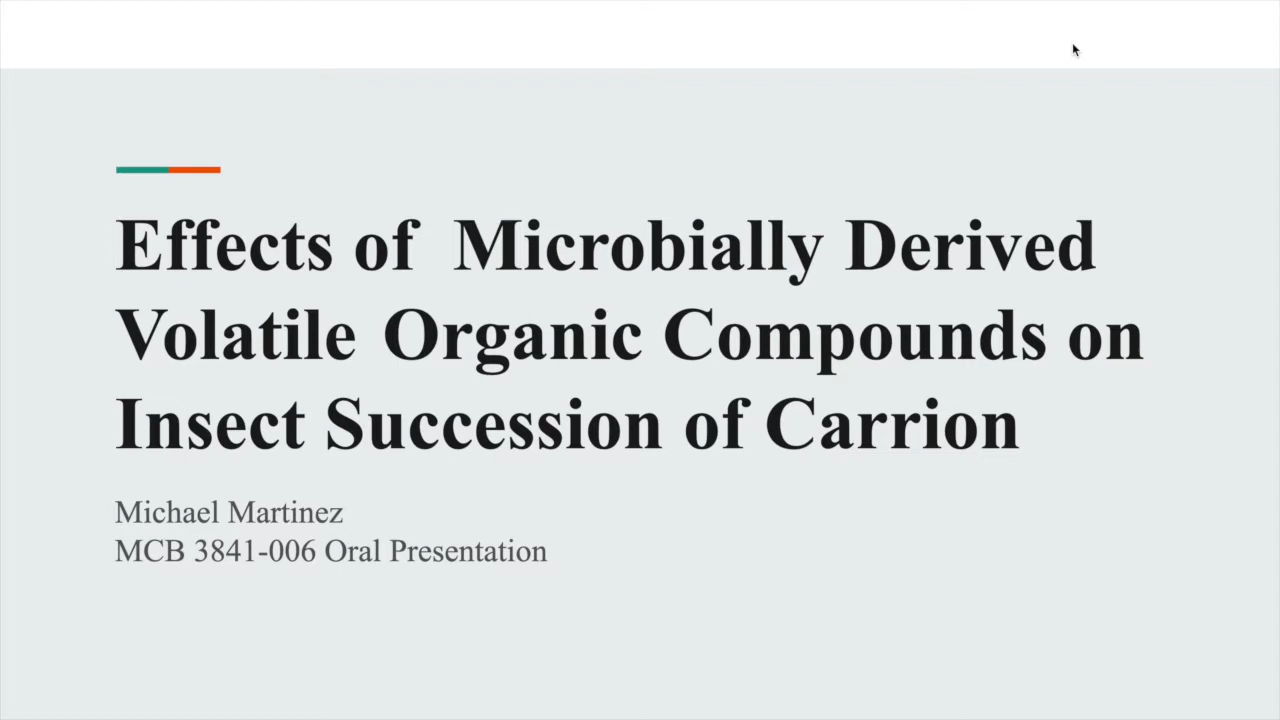 Effects of Microbially Derived
Volatile Organic Compounds on
Insect Succession of Carrion
Michael Martinez
MCB 3841-006 Oral Presentation